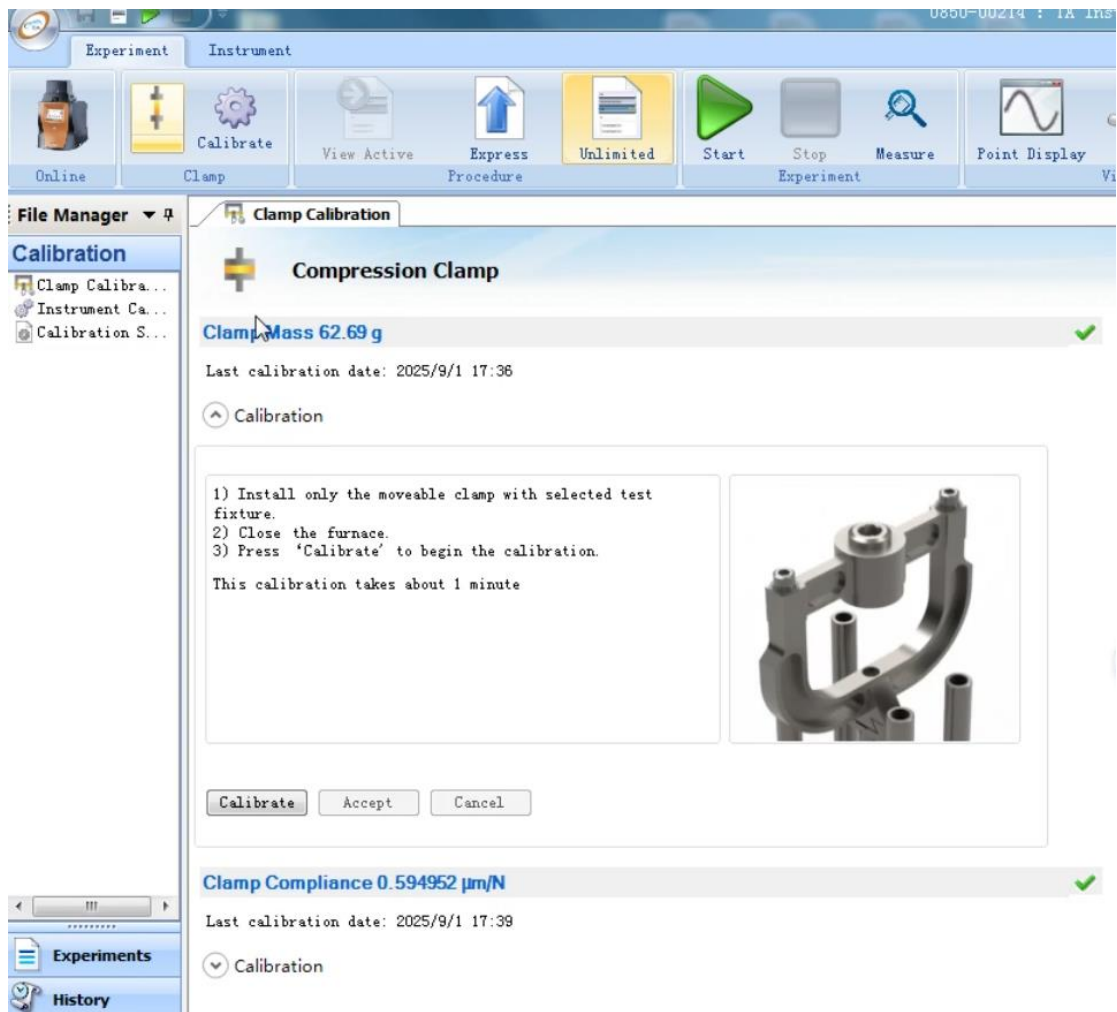 0850-00214 : TA Ins
Experiment
Instrument
Calibrate
View Active
Express
Unlimited
Start
Stop
Measure
Point Display
Online
Clamp
Procedure
Experiment
Vi
File Manager
Clamp Calibration
Calibration
Clamp Calibra...
Instrument Ca...
Calibration S...
Compression Clamp
Clamp Mass 62.69 g
Last calibration date: 2025/9/1 17:36
Calibration
1) Install only the moveable clamp with selected test
fixture.
2) Close the furnace.
3) Press ‘Calibrate’ to begin the calibration.
This calibration takes about 1 minute
Calibrate
Accept
Cancel
Clamp Compliance 0.594952 µm/N
Last calibration date: 2025/9/1 17:39
Calibration
Experiments
History